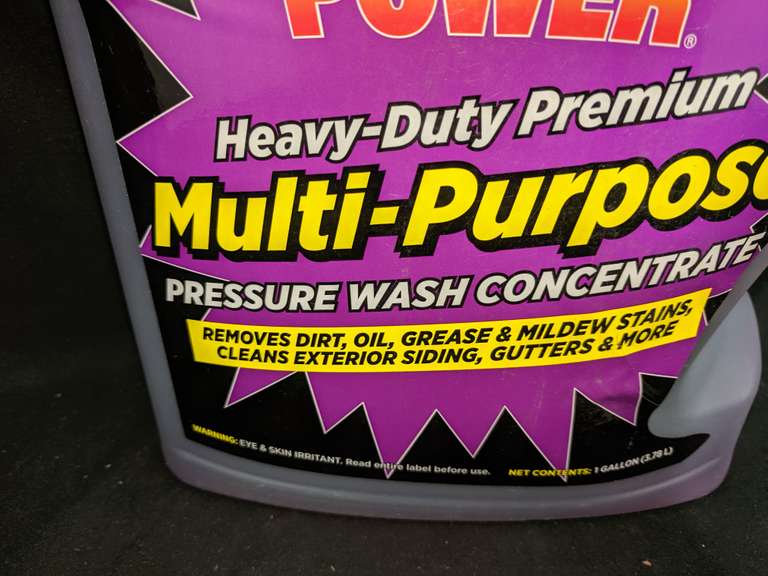 POWER®
Heavy-Duty Premium
Multi-Purpose
PRESSURE WASH CONCENTRATE
REMOVES DIRT, OIL, GREASE & MILDEW STAINS,
CLEANS EXTERIOR SIDING, GUTTERS & MORE
WARNING: EYE & SKIN IRRITANT. Read entire label before use. NET CONTENTS: 1 GALLON (3.78 L)